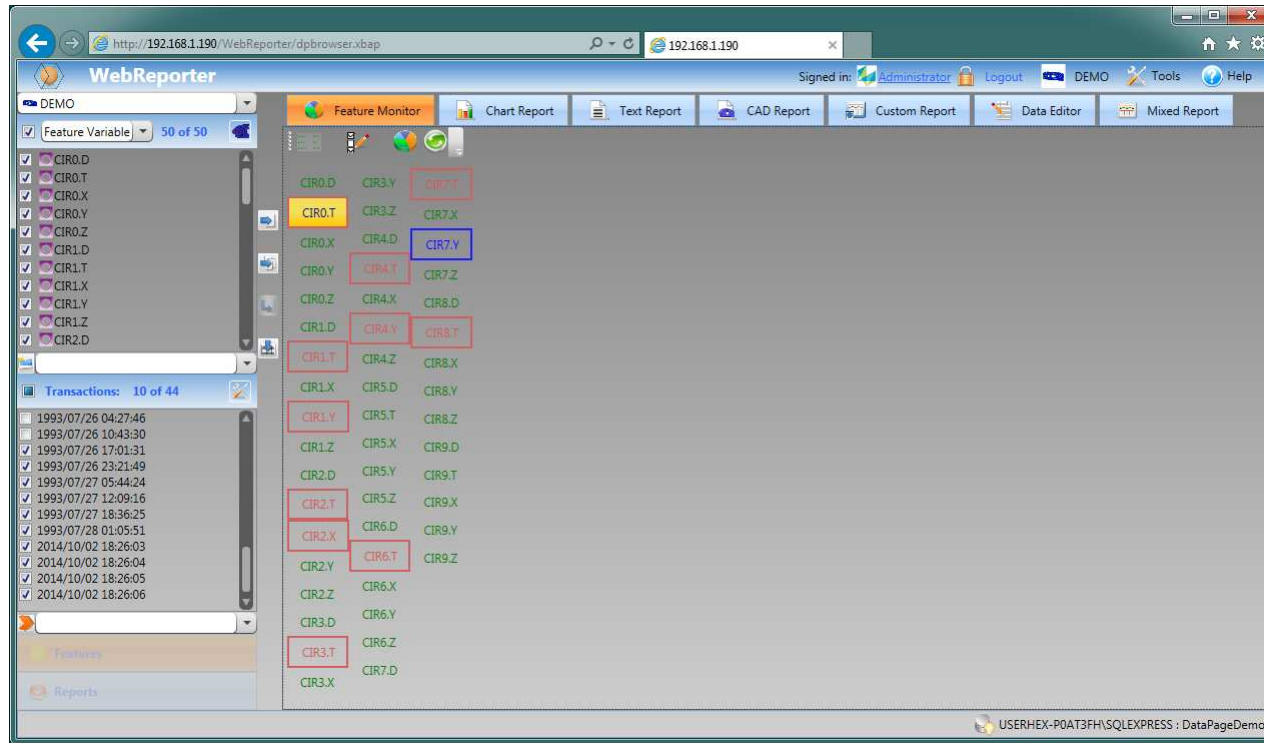 http://192.168.1.190/WebReporter/dpbrowser.xbap
192.168.1.190
WebReporter
Signed in: Administrator Logout DEMO Tools Help
DEMO
Feature Monitor Chart Report Text Report CAD Report Custom Report Data Editor Mixed Report
Feature Variable 50 of 50
CIR0.D
CIR0.T
CIR0.X
CIR0.Y
CIR0.Z
CIR1.D
CIR1.T
CIR1.X
CIR1.Y
CIR1.Z
CIR2.D
Transactions: 10 of 44
1993/07/26 04:27:46
1993/07/26 10:43:30
1993/07/26 17:01:31
1993/07/26 23:21:49
1993/07/27 05:44:24
1993/07/27 12:09:16
1993/07/27 18:36:25
1993/07/28 01:05:51
2014/10/02 18:26:03
2014/10/02 18:26:04
2014/10/02 18:26:05
2014/10/02 18:26:06
Features
Reports
CIR0.D
CIR0.T
CIR0.X
CIR0.Y
CIR0.Z
CIR1.D
CIR1.T
CIR1.X
CIR1.Y
CIR1.Z
CIR2.D
CIR2.T
CIR2.X
CIR2.Y
CIR2.Z
CIR3.D
CIR3.T
CIR3.X
CIR3.Y
CIR3.Z
CIR4.D
CIR4.T
CIR4.X
CIR4.Y
CIR4.Z
CIR5.D
CIR5.T
CIR5.X
CIR5.Y
CIR5.Z
CIR6.D
CIR6.T
CIR6.X
CIR6.Y
CIR6.Z
CIR7.D
CIR7.T
CIR7.X
CIR7.Y
CIR7.Z
CIR8.D
CIR8.T
CIR8.X
CIR8.Y
CIR8.Z
CIR9.D
CIR9.T
CIR9.X
CIR9.Y
CIR9.Z
USERHEX-P0AT3FH\SQLEXPRESS : DataPageDemo